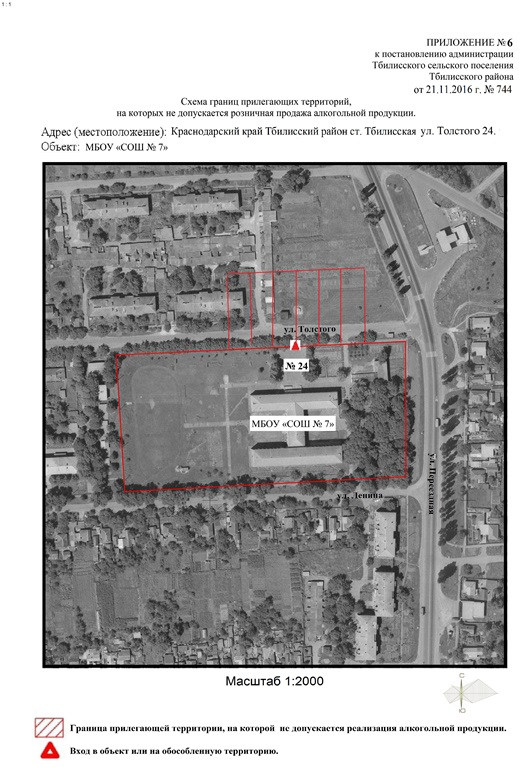 1:1
ПРИЛОЖЕНИЕ №6
к постановлению администрации
Тбилисского сельского поселения
Тбилисского района
от 21.11.2016 г. № 744
Схема границ прилегающих территорий,
на которых не допускается розничная продажа алкогольной продукции.
Адрес (местоположение): Краснодарский край Тбилисский район ст. Тбилисская ул. Толстого 24.
Объект: МБОУ «СОШ № 7»
ул. Толстого
№ 24
МБОУ «СОШ № 7»
ул. Ленина
Масштаб 1:2000
С
Ю
Граница прилегающей территории, на которой не допускается реализация алкогольной продукции.
Вход в объект или на обособленную территорию.